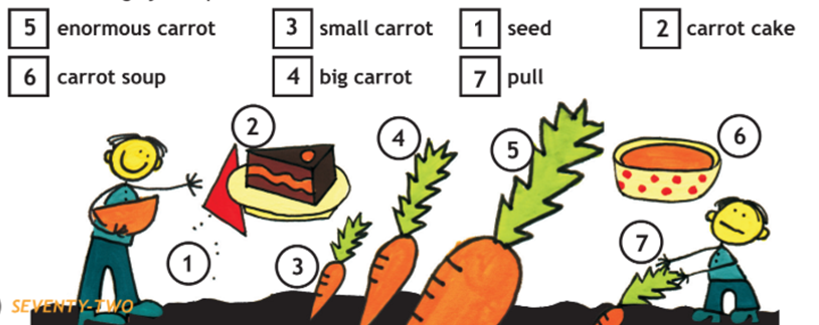 5 enormous carrot 3 small carrot 1 seed 2 carrot cake
6 carrot soup 4 big carrot 7 pull
2
4
5
6
7
1
3
SEVENTY-TWO